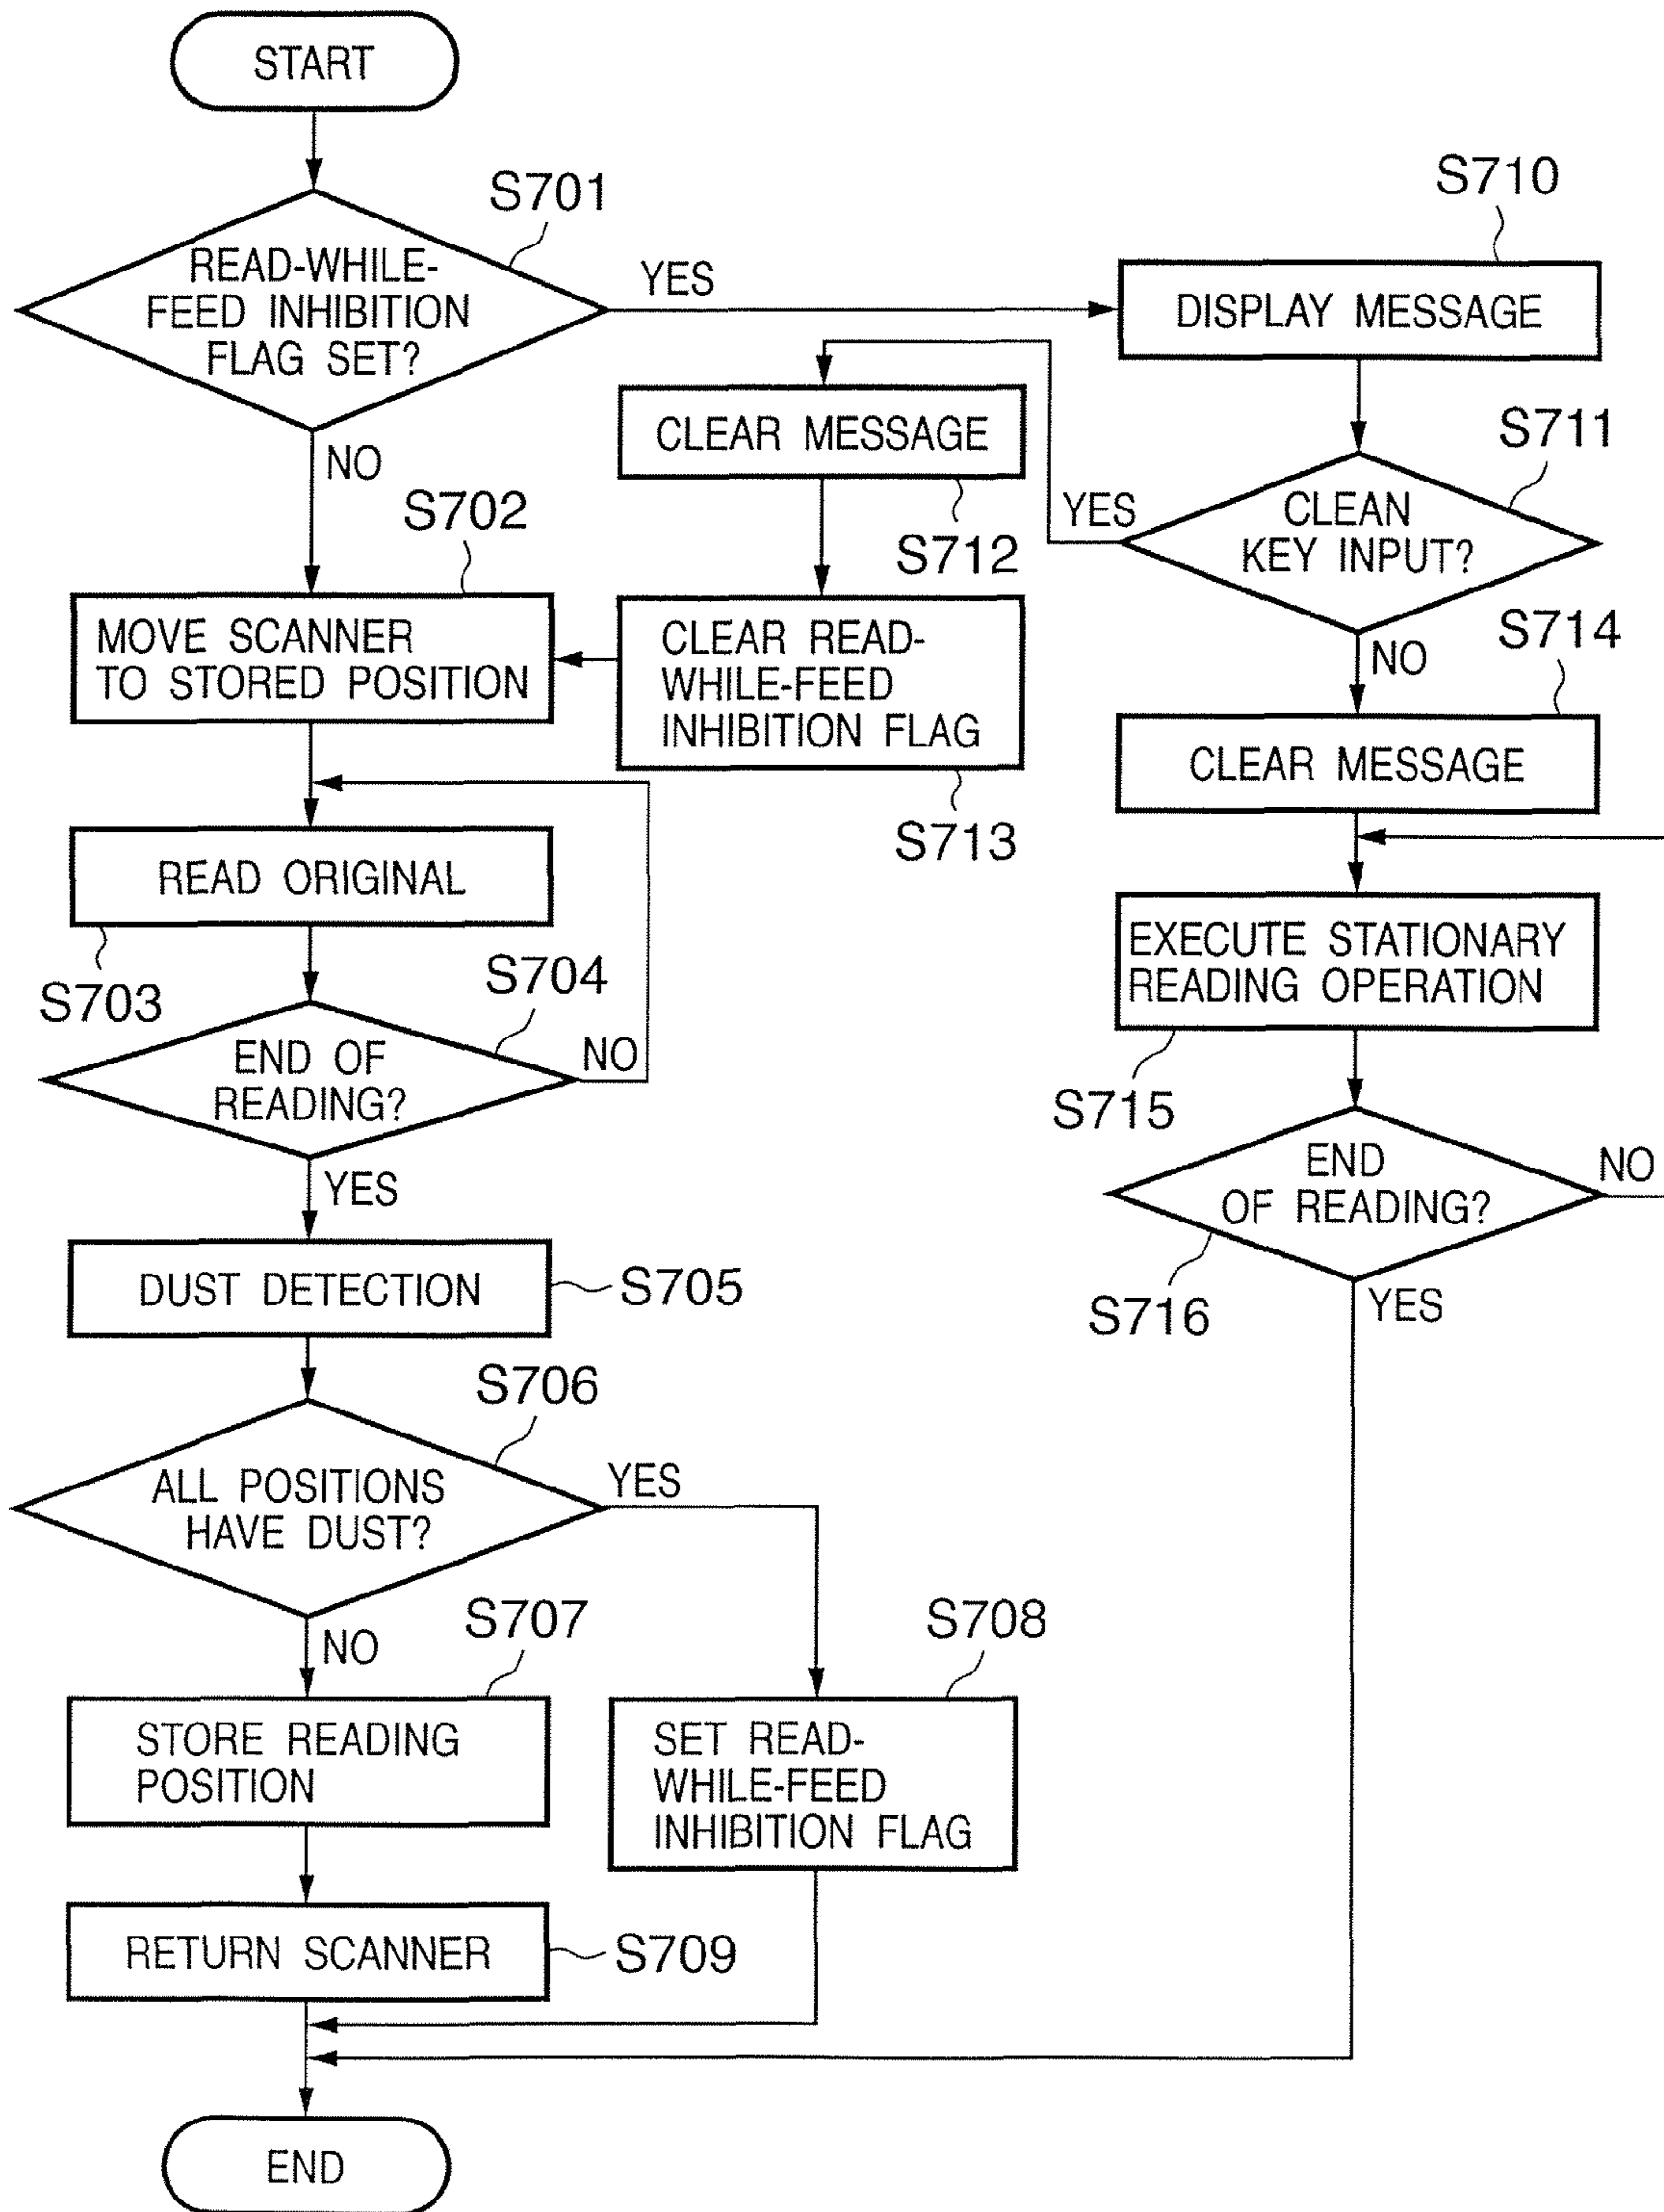 START
S701
READ-WHILE-
FEED INHIBITION
FLAG SET?
YES
NO
S710
DISPLAY MESSAGE
CLEAR MESSAGE
S712
S711
CLEAN
KEY INPUT?
YES
NO
S702
MOVE SCANNER
TO STORED POSITION
CLEAR READ-
WHILE-FEED
INHIBITION FLAG
S713
S714
CLEAR MESSAGE
READ ORIGINAL
S703
EXECUTE STATIONARY
READING OPERATION
S715
S704
END OF
READING?
NO
YES
END
OF READING?
NO
S716
YES
DUST DETECTION
S705
S706
ALL POSITIONS
HAVE DUST?
YES
NO
S707
STORE READING
POSITION
S708
SET READ-
WHILE-FEED
INHIBITION FLAG
RETURN SCANNER
S709
END